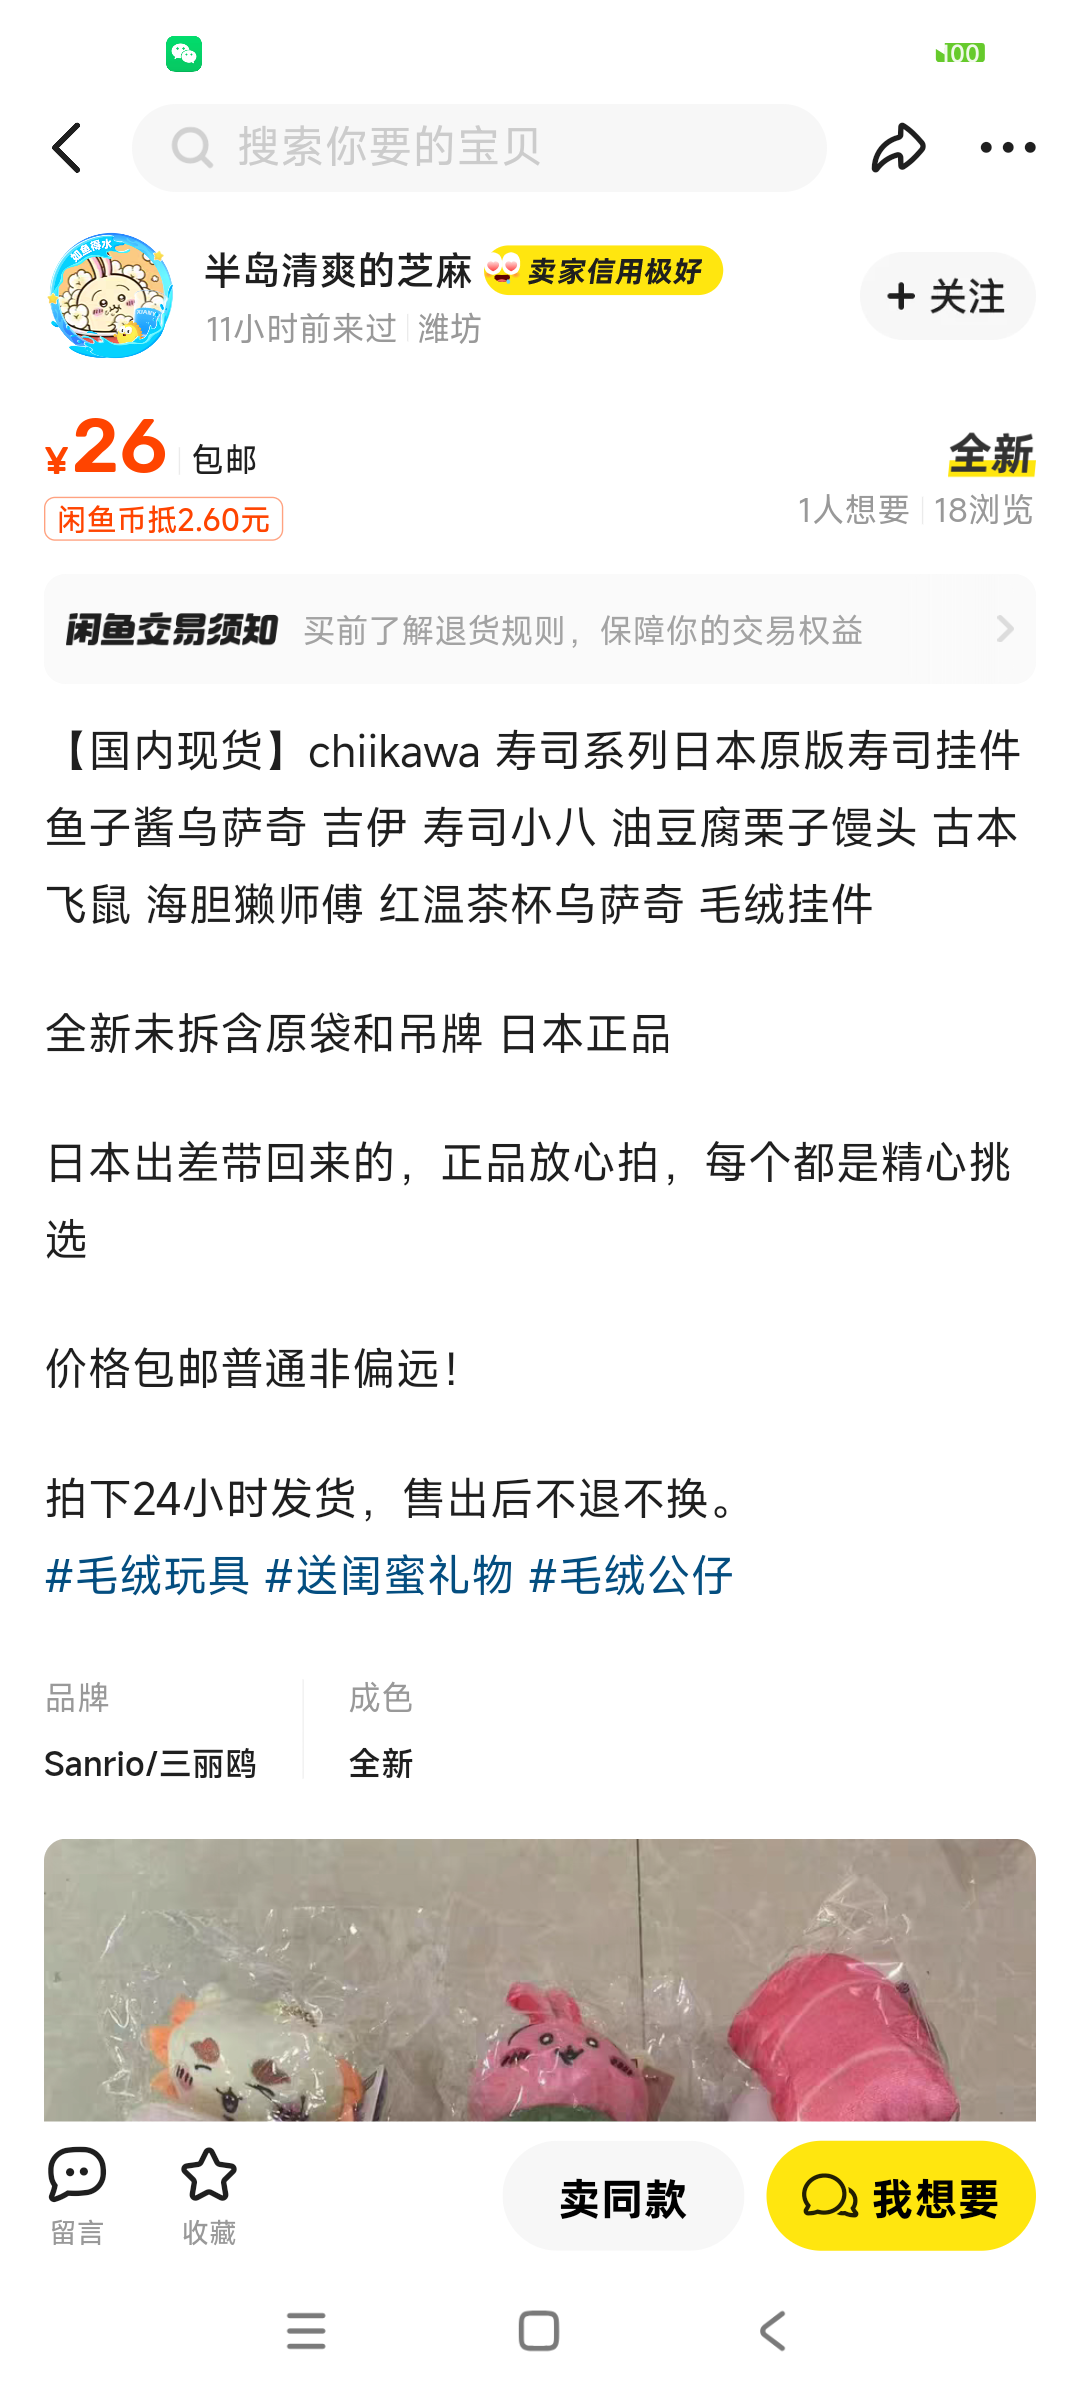 100
搜索你要的宝贝
如鱼得水
半岛清爽的芝麻 卖家信用极好
11小时前来过 潍坊
+ 关注
¥26 包邮
全新
闲鱼币抵2.60元
1人想要 18浏览
闲鱼交易须知 买前了解退货规则，保障你的交易权益
【国内现货】chiikawa 寿司系列日本原版寿司挂件
鱼子酱乌萨奇 吉伊 寿司小八 油豆腐栗子馒头 古本
飞鼠 海胆獭师傅 红温茶杯乌萨奇 毛绒挂件
全新未拆含原袋和吊牌 日本正品
日本出差带回来的，正品放心拍，每个都是精心挑
选
价格包邮普通非偏远！
拍下24小时发货，售出后不退不换。
#毛绒玩具 #送闺蜜礼物 #毛绒公仔
品牌 成色
Sanrio/三丽鸥 全新
留言 收藏 卖同款 我想要